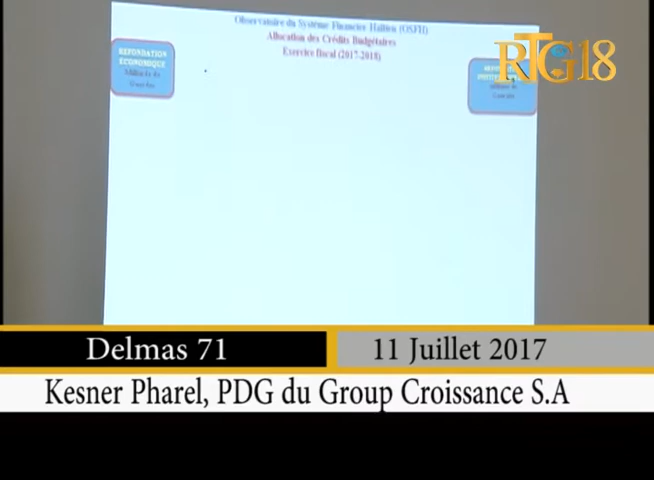 Observatoire du Système Financier Haïtien (OSFH)
Allocation des Crédits Budgétaires
Exercice fiscal (2017-2018)
REFONDATION
ÉCONOMIQUE
RTG18
Delmas 71
11 Juillet 2017
Kesner Pharel, PDG du Group Croissance S.A